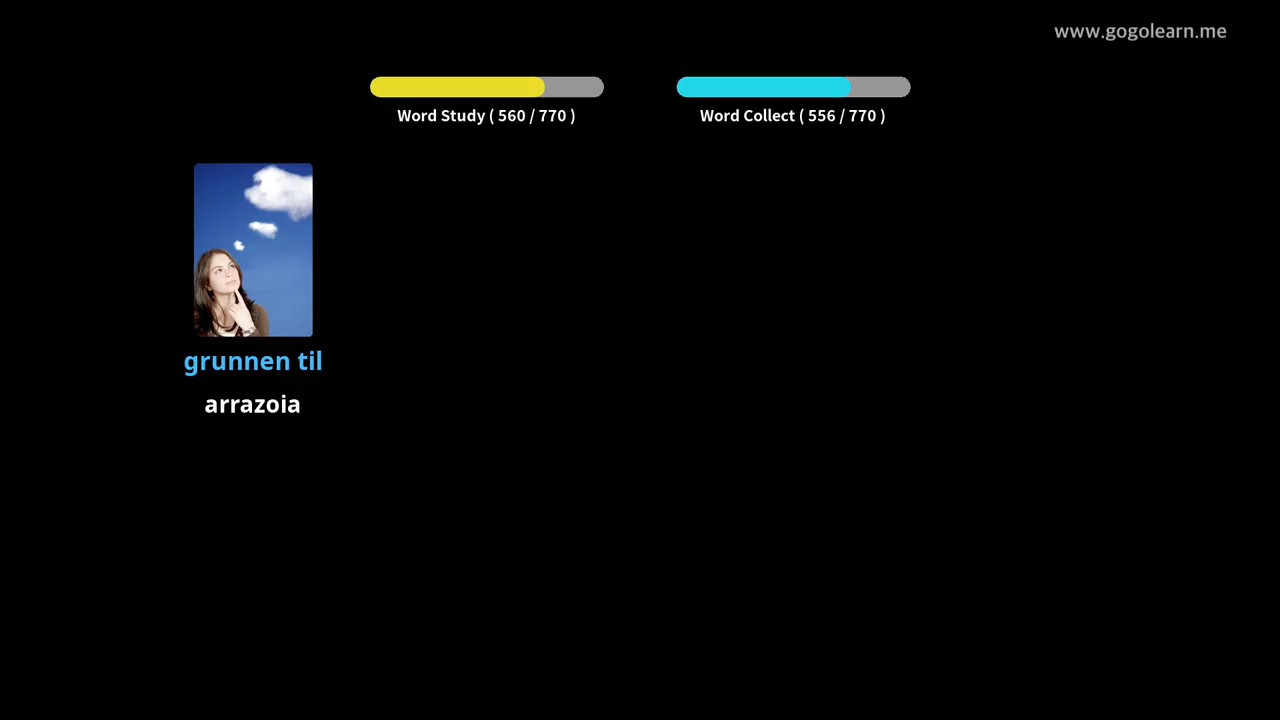 www.gogolearn.me
Word Study ( 560 / 770 )
Word Collect ( 556 / 770 )
grunnen til
arrazoia